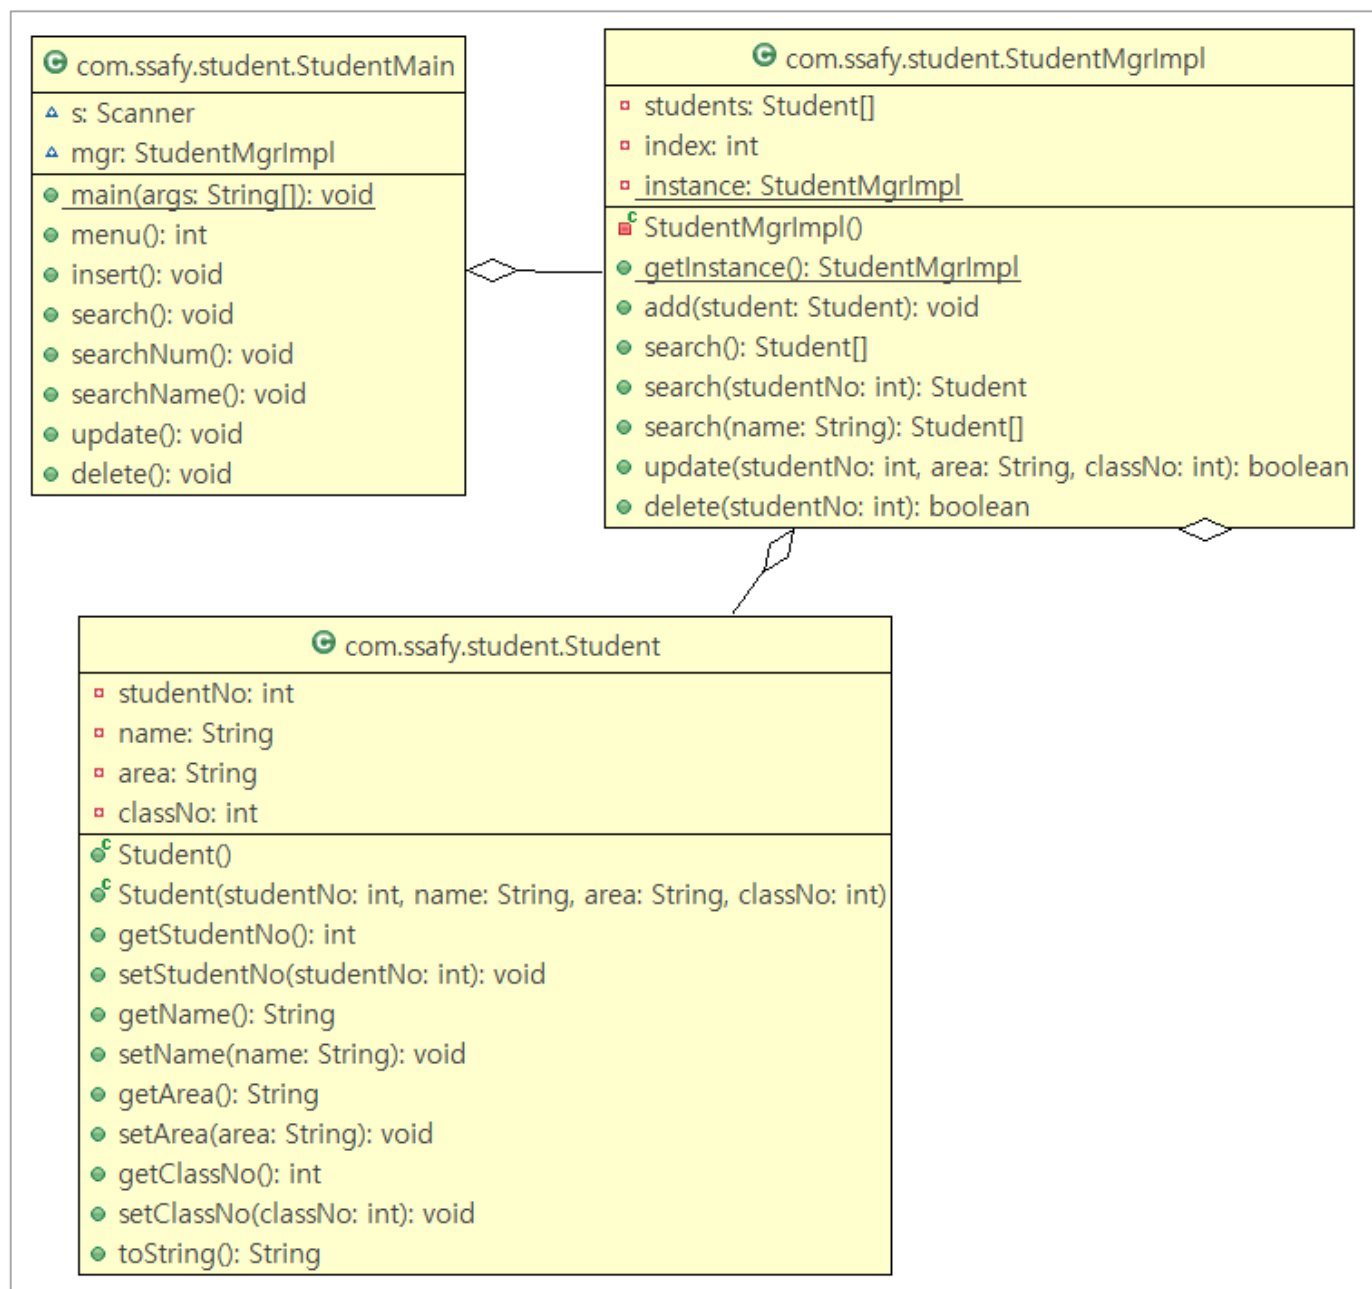 com.ssafy.student.StudentMain
s: Scanner
mgr: StudentMgrImpl
main(args: String[]): void
menu(): int
insert(): void
search(): void
searchNum(): void
searchName(): void
update(): void
delete(): void
com.ssafy.student.StudentMgrImpl
students: Student[]
index: int
instance: StudentMgrImpl
StudentMgrImpl()
getInstance(): StudentMgrImpl
add(student: Student): void
search(): Student[]
search(studentNo: int): Student
search(name: String): Student[]
update(studentNo: int, area: String, classNo: int): boolean
delete(studentNo: int): boolean
com.ssafy.student.Student
studentNo: int
name: String
area: String
classNo: int
Student()
Student(studentNo: int, name: String, area: String, classNo: int)
getStudentNo(): int
setStudentNo(studentNo: int): void
getName(): String
setName(name: String): void
getArea(): String
setArea(area: String): void
getClassNo(): int
setClassNo(classNo: int): void
toString(): String